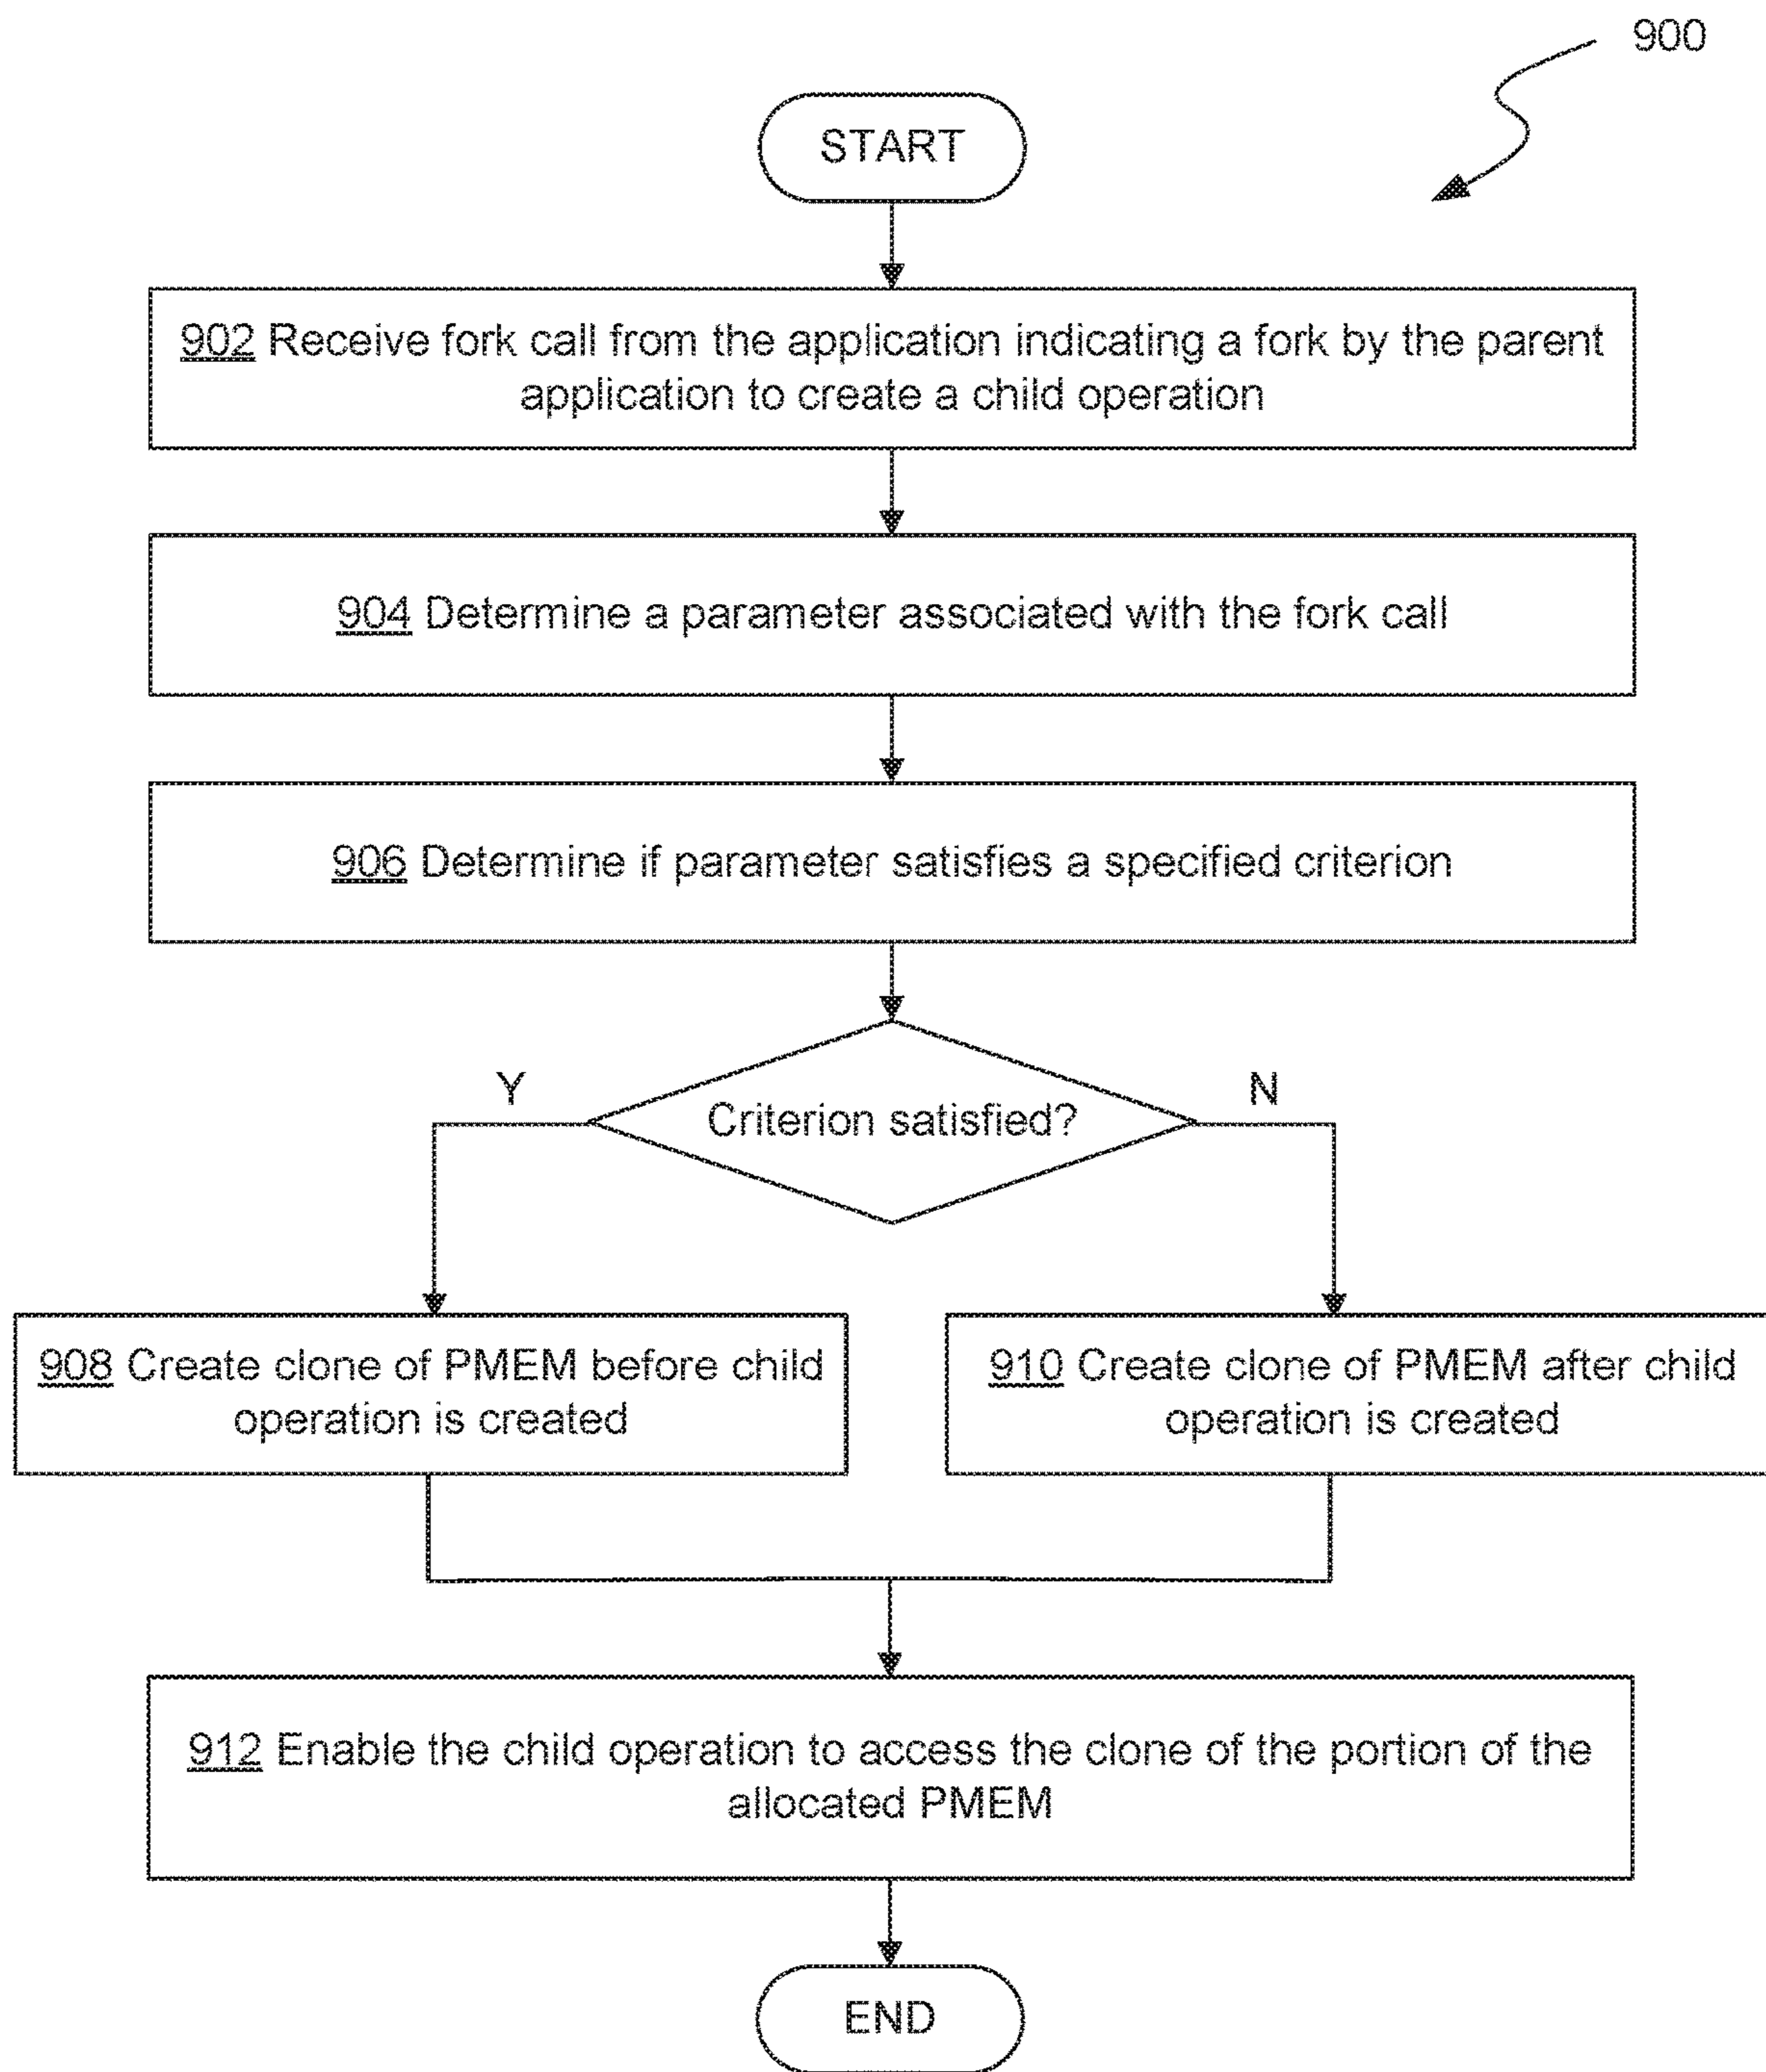 900
START
902 Receive fork call from the application indicating a fork by the parent
application to create a child operation
904 Determine a parameter associated with the fork call
906 Determine if parameter satisfies a specified criterion
Y
N
Criterion satisfied?
908 Create clone of PMEM before child
operation is created
910 Create clone of PMEM after child
operation is created
912 Enable the child operation to access the clone of the portion of the
allocated PMEM
END